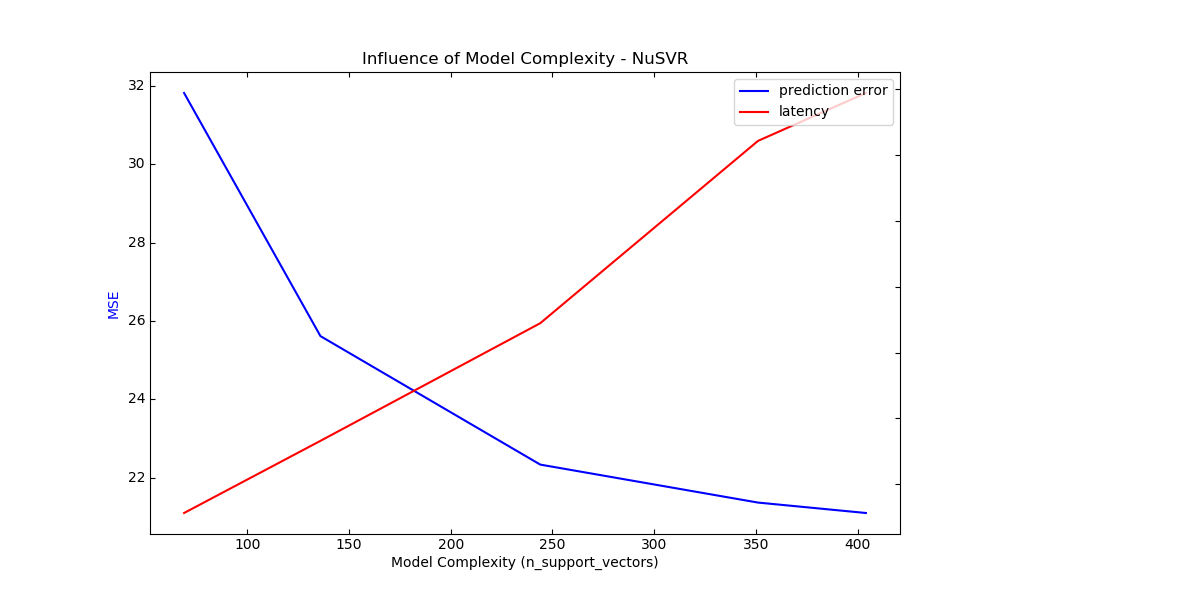 Influence of Model Complexity - NuSVR
prediction error
latency
32
30
28
26
24
22
MSE
100 150 200 250 300 350 400
Model Complexity (n_support_vectors)